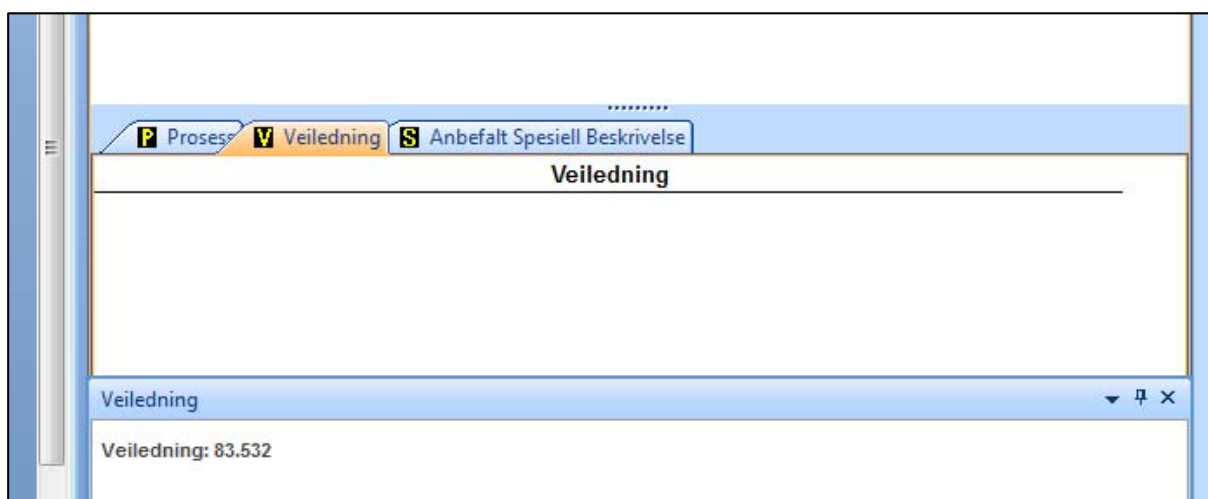 P Prosess V Veiledning S Anbefalt Spesiell Beskrivelse
Veiledning
Veiledning
Veiledning: 83.532